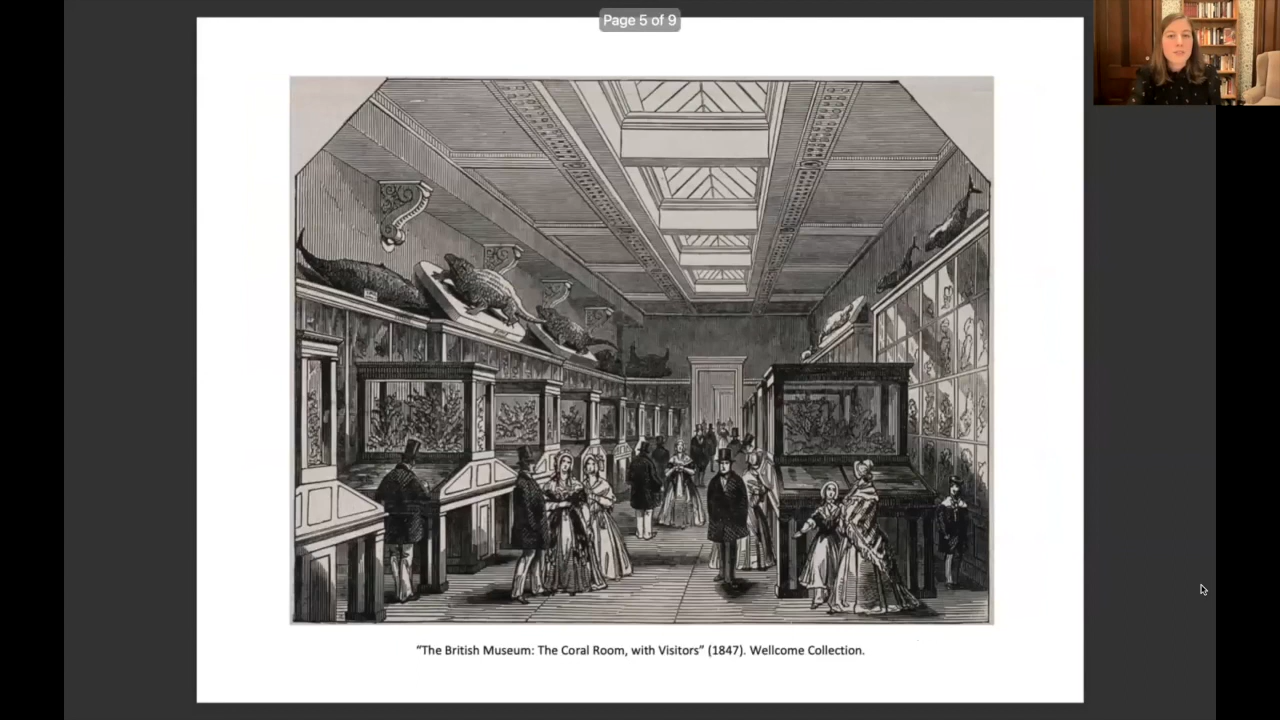 Page 5 of 9
“The British Museum: The Coral Room, with Visitors” (1847). Wellcome Collection.